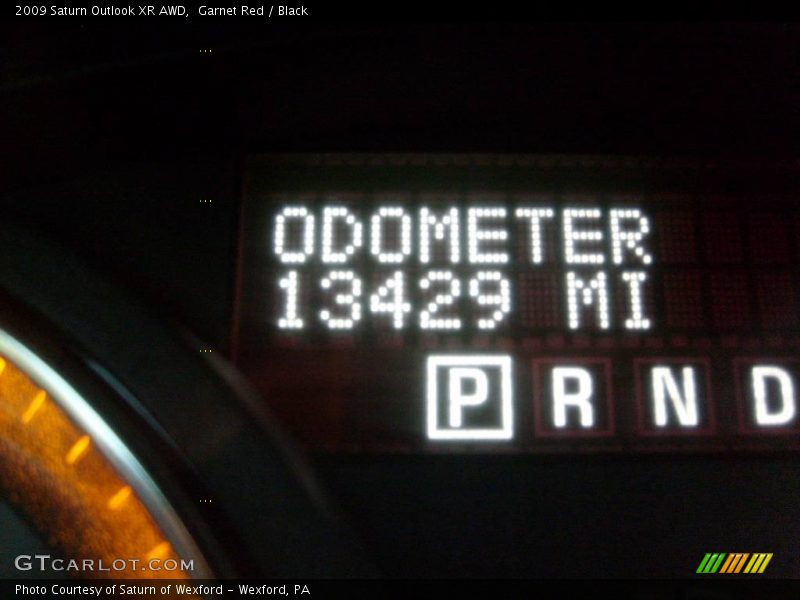 2009 Saturn Outlook XR AWD,  Garnet Red / Black
ODOMETER
13429 MI
P R N D
GTCARLOT.COM
Photo Courtesy of Saturn of Wexford - Wexford, PA